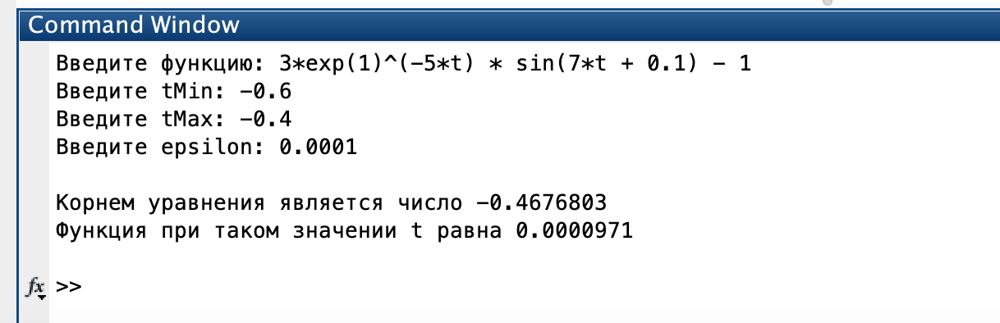 Command Window
Введите функцию: 3*exp(1)^(-5*t) * sin(7*t + 0.1) - 1
Введите tMin: -0.6
Введите tMax: -0.4
Введите epsilon: 0.0001
Корнем уравнения является число -0.4676803
Функция при таком значении t равна 0.0000971
fx >>